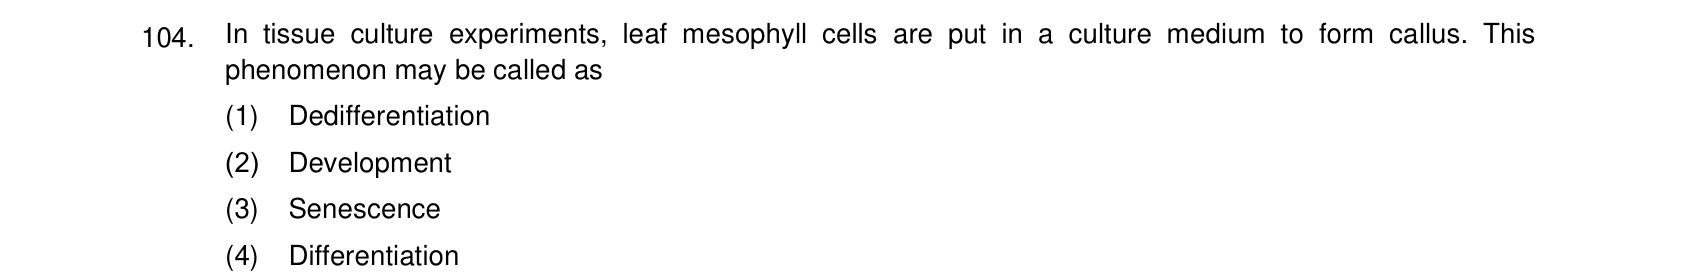 104. In tissue culture experiments, leaf mesophyll cells are put in a culture medium to form callus. This
phenomenon may be called as
(1) Dedifferentiation
(2) Development
(3) Senescence
(4) Differentiation